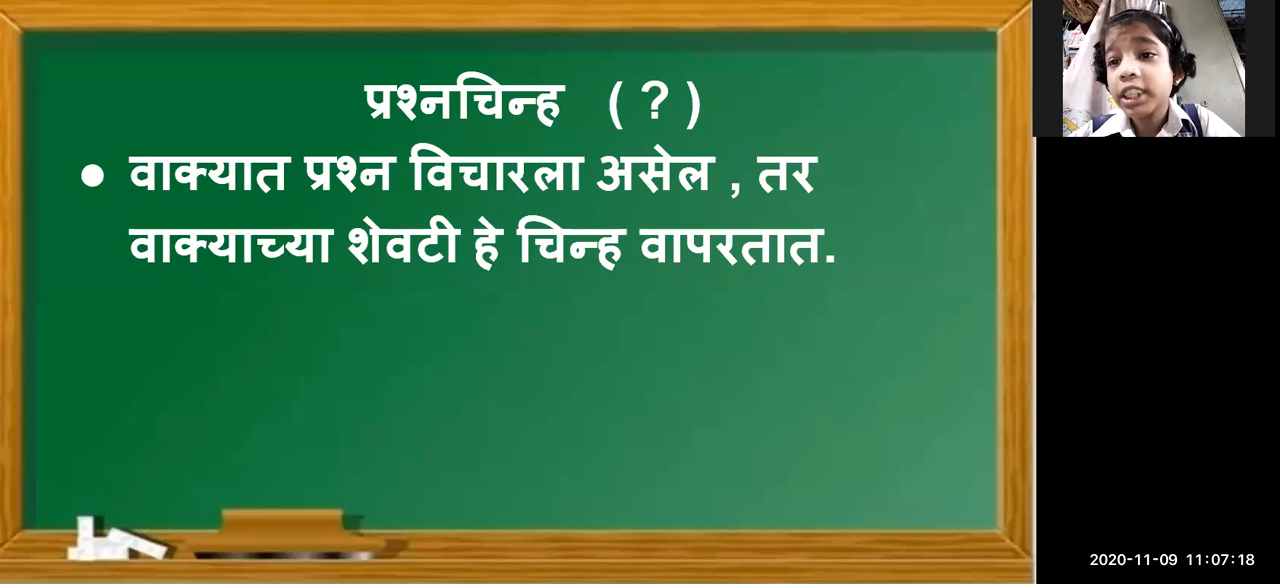 प्रश्नचिन्ह ( ? )
● वाक्यात प्रश्न विचारला असेल , तर
वाक्याच्या शेवटी हे चिन्ह वापरतात.
2020-11-09 11:07:18